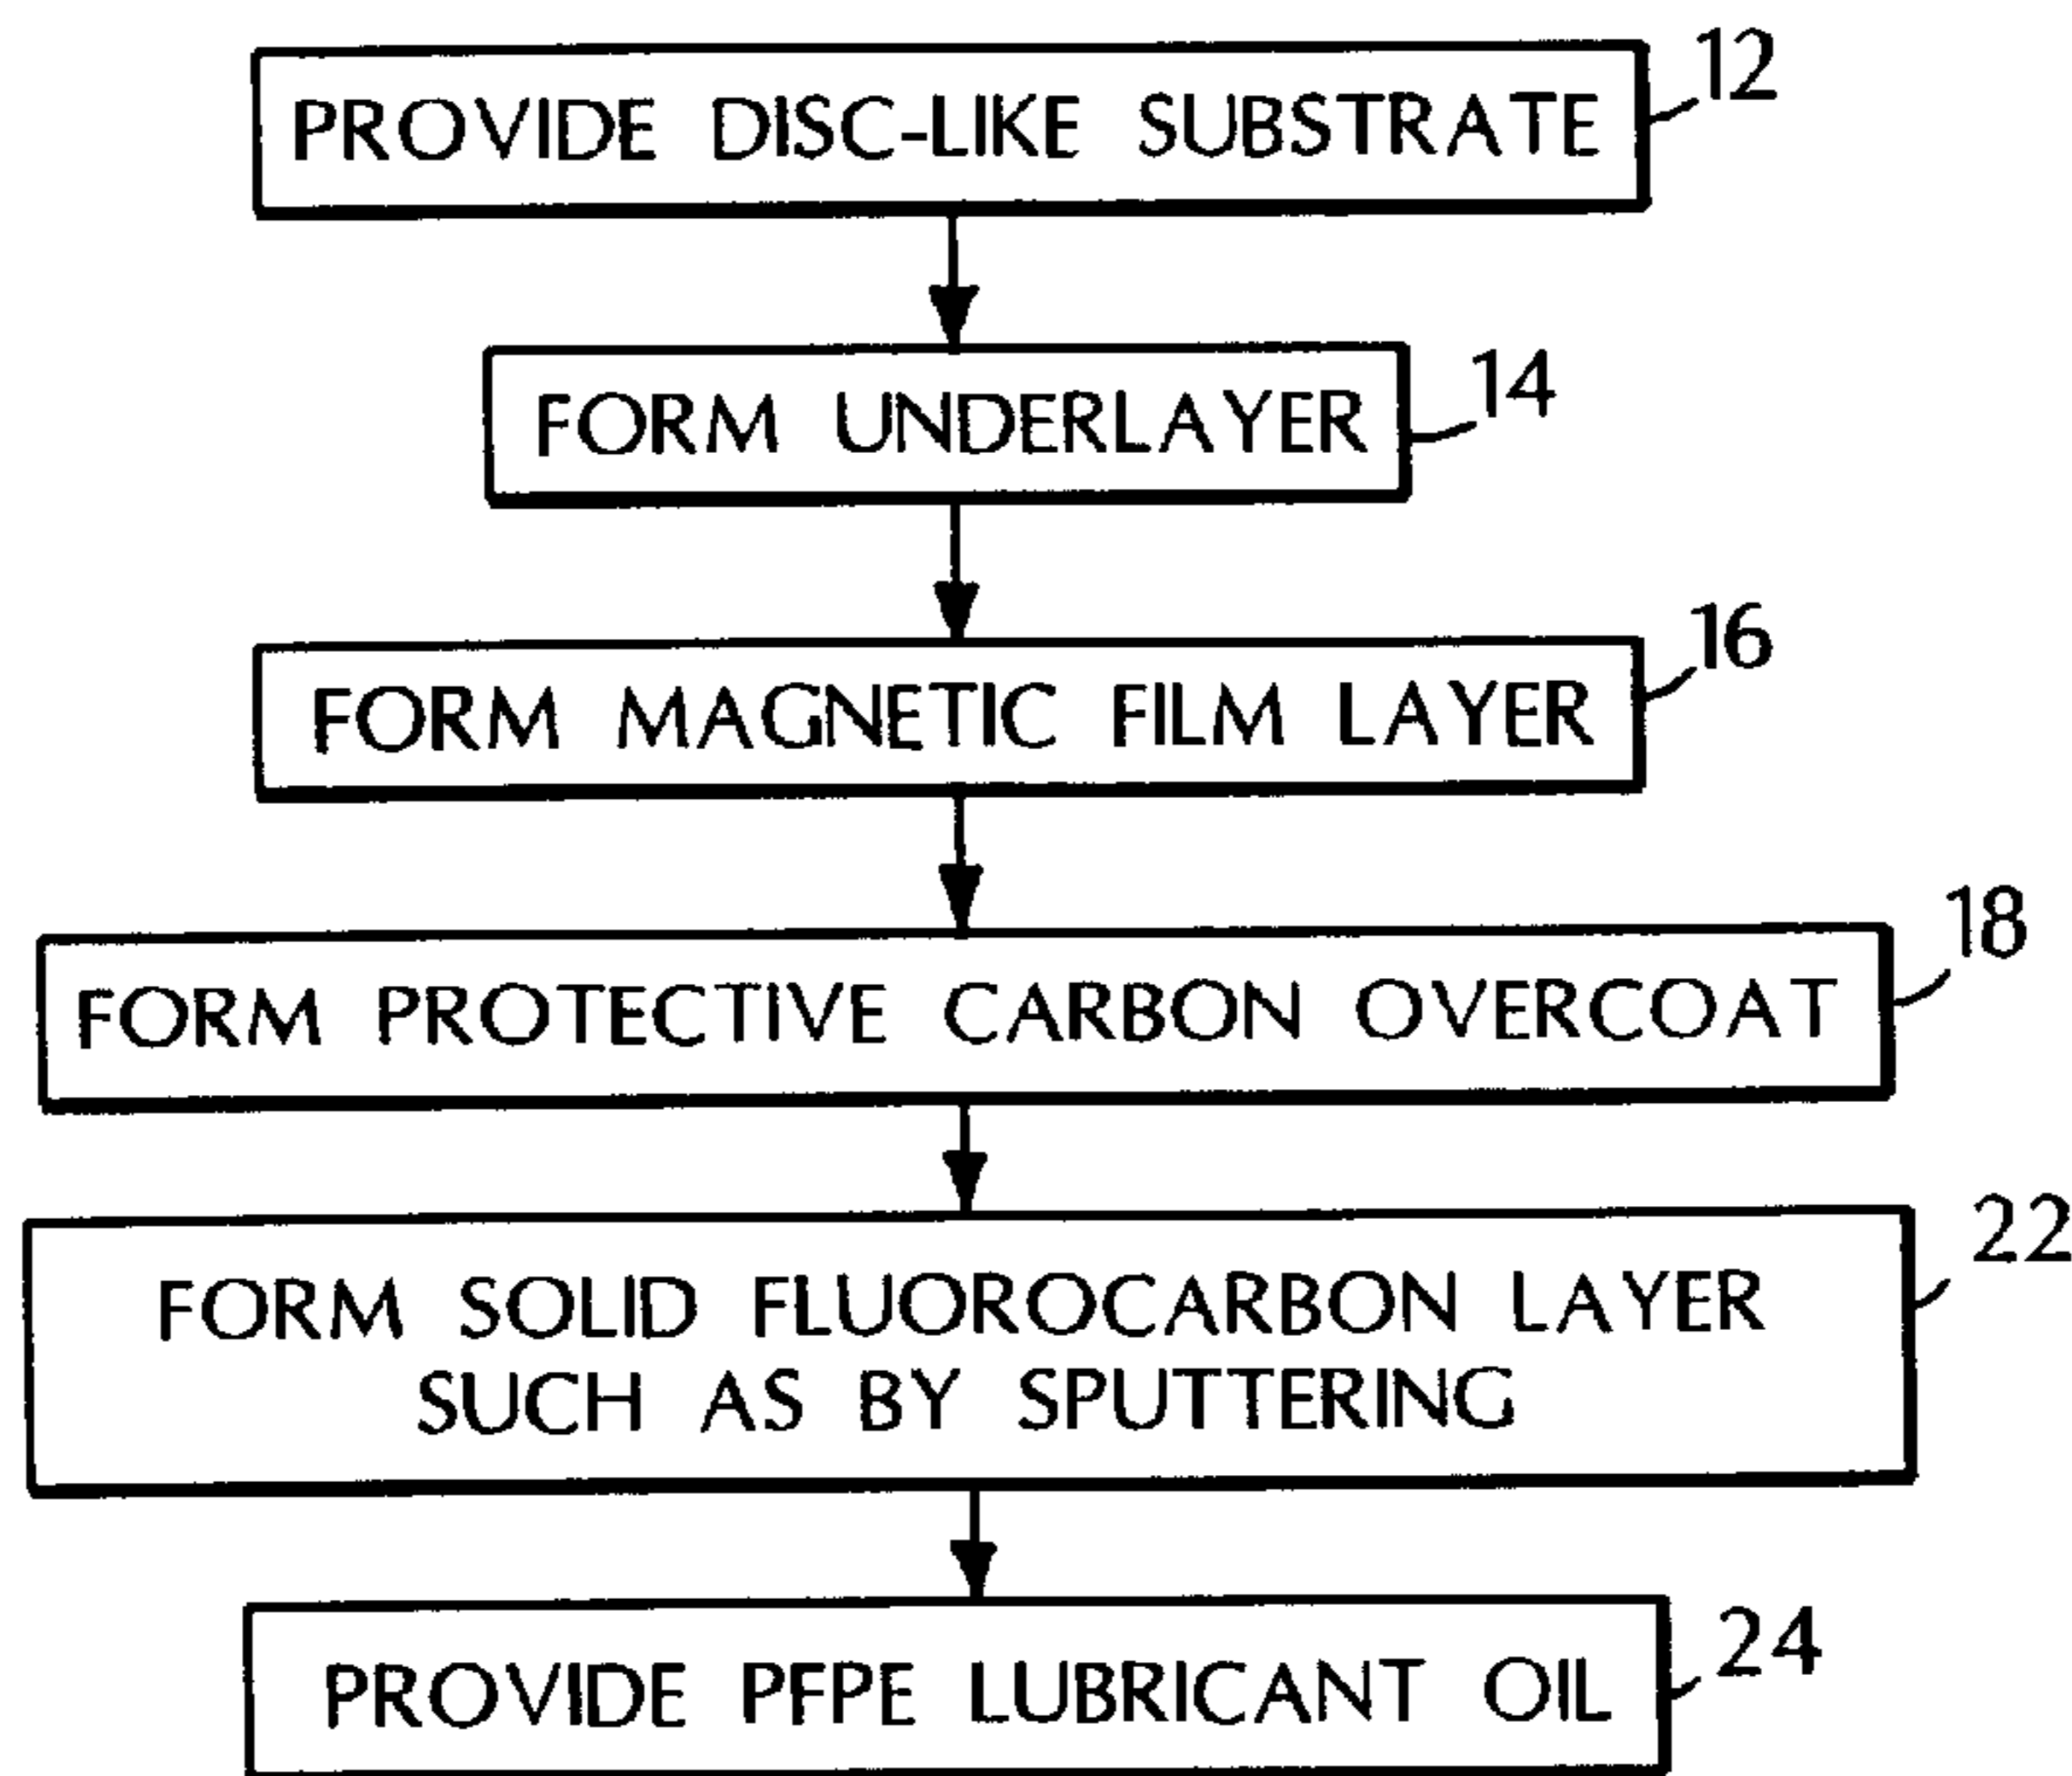 PROVIDE DISC-LIKE SUBSTRATE
12
FORM UNDERLAYER
14
FORM MAGNETIC FILM LAYER
16
FORM PROTECTIVE CARBON OVERCOAT
18
FORM SOLID FLUOROCARBON LAYER
SUCH AS BY SPUTTERING
22
PROVIDE PFPE LUBRICANT OIL
24